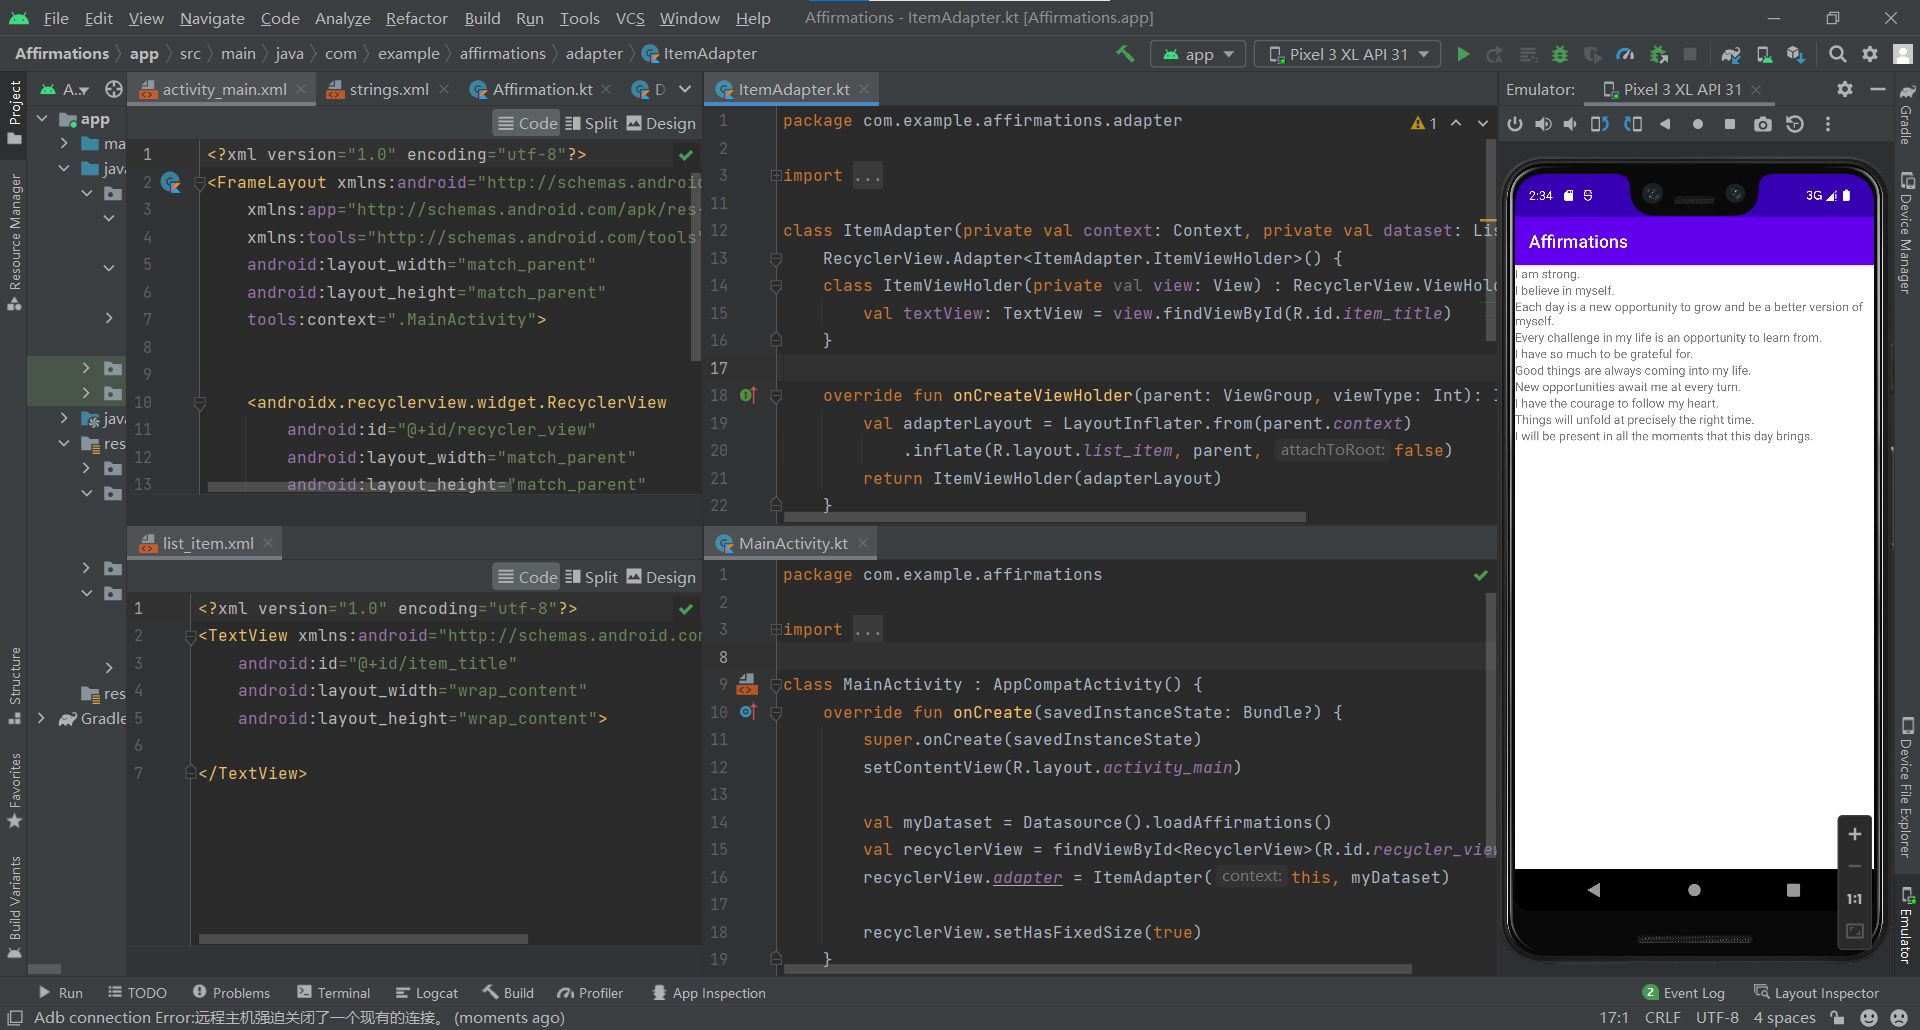 File Edit View Navigate Code Analyze Refactor Build Run Tools VCS Window Help Affirmations - ItemAdapter.kt [Affirmations.app]
Affirmations app src main java com example affirmations adapter ItemAdapter app Pixel 3 XL API 31
Project
Resource Manager
Structure
Favorites
Build Variants
A...
app
ma
java
java
res
res
Gradle
activity_main.xml strings.xml Affirmation.kt D
Code Split Design
1 <?xml version="1.0" encoding="utf-8"?>
2 <FrameLayout xmlns:android="http://schemas.android
3 xmlns:app="http://schemas.android.com/apk/res-
4 xmlns:tools="http://schemas.android.com/tools"
5 android:layout_width="match_parent"
6 android:layout_height="match_parent"
7 tools:context=".MainActivity">
8
9
10 <androidx.recyclerview.widget.RecyclerView
11 android:id="@+id/recycler_view"
12 android:layout_width="match_parent"
13 android:layout_height="match_parent"
ItemAdapter.kt
1 package com.example.affirmations.adapter
1
2
3 import ...
11
12 class ItemAdapter(private val context: Context, private val dataset: Lis
13 RecyclerView.Adapter<ItemAdapter.ItemViewHolder>() {
14 class ItemViewHolder(private val view: View) : RecyclerView.ViewHold
15 val textView: TextView = view.findViewById(R.id.item_title)
16 }
17
18 override fun onCreateViewHolder(parent: ViewGroup, viewType: Int): I
19 val adapterLayout = LayoutInflater.from(parent.context)
20 .inflate(R.layout.list_item, parent, attachToRoot: false)
21 return ItemViewHolder(adapterLayout)
22 }
list_item.xml
Code Split Design
1 <?xml version="1.0" encoding="utf-8"?>
2 <TextView xmlns:android="http://schemas.android.com
3 android:id="@+id/item_title"
4 android:layout_width="wrap_content"
5 android:layout_height="wrap_content">
6
7 </TextView>
MainActivity.kt
1 package com.example.affirmations
2
3 import ...
8
9 class MainActivity : AppCompatActivity() {
10 override fun onCreate(savedInstanceState: Bundle?) {
11 super.onCreate(savedInstanceState)
12 setContentView(R.layout.activity_main)
13
14 val myDataset = Datasource().loadAffirmations()
15 val recyclerView = findViewById<RecyclerView>(R.id.recycler_view
16 recyclerView.adapter = ItemAdapter( context: this, myDataset)
17
18 recyclerView.setHasFixedSize(true)
19 }
Emulator: Pixel 3 XL API 31
2:34 3G
Affirmations
I am strong.
I believe in myself.
Each day is a new opportunity to grow and be a better version of
myself.
Every challenge in my life is an opportunity to learn from.
I have so much to be grateful for.
Good things are always coming into my life.
New opportunities await me at every turn.
I have the courage to follow my heart.
Things will unfold at precisely the right time.
I will be present in all the moments that this day brings.
1:1
Gradle
Device Manager
Device File Explorer
Emulator
Run TODO Problems Terminal Logcat Build Profiler App Inspection 2 Event Log Layout Inspector
Adb connection Error:远程主机强迫关闭了一个现有的连接。 (moments ago) 17:1 CRLF UTF-8 4 spaces